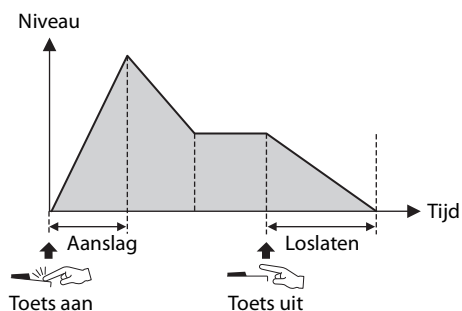 Niveau
Tijd
Aanslag
Loslaten
Toets aan
Toets uit